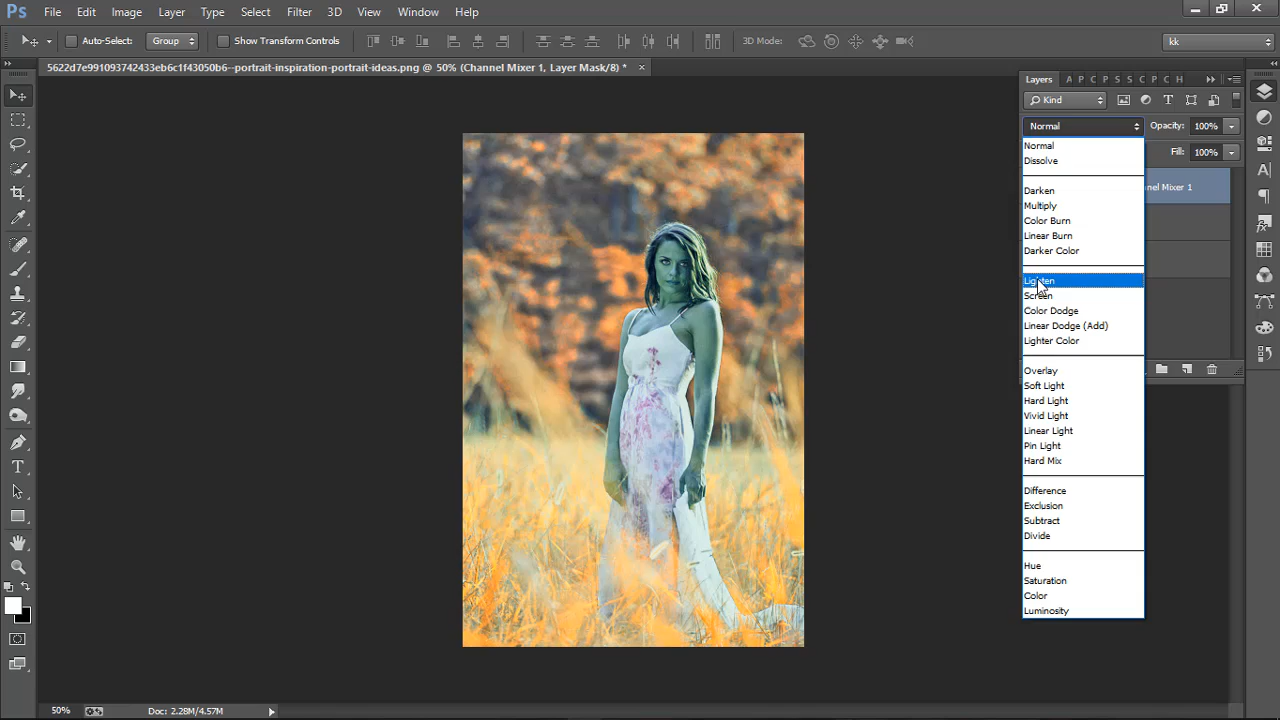 Ps File Edit Image Layer Type Select Filter 3D View Window Help
Auto-Select: Group Show Transform Controls 3D Mode: kk
5622d7e991093742433eb6c1f43050b6--portrait-inspiration-portrait-ideas.png @ 50% (Channel Mixer 1, Layer Mask/8) *
Layers A P C P S S C P C H
Kind
Normal Opacity: 100%
Fill: 100%
nel Mixer 1
Normal
Dissolve
Darken
Multiply
Color Burn
Linear Burn
Darker Color
Lighten
Screen
Color Dodge
Linear Dodge (Add)
Lighter Color
Overlay
Soft Light
Hard Light
Vivid Light
Linear Light
Pin Light
Hard Mix
Difference
Exclusion
Subtract
Divide
Hue
Saturation
Color
Luminosity
50% Doc: 2.28M/4.57M